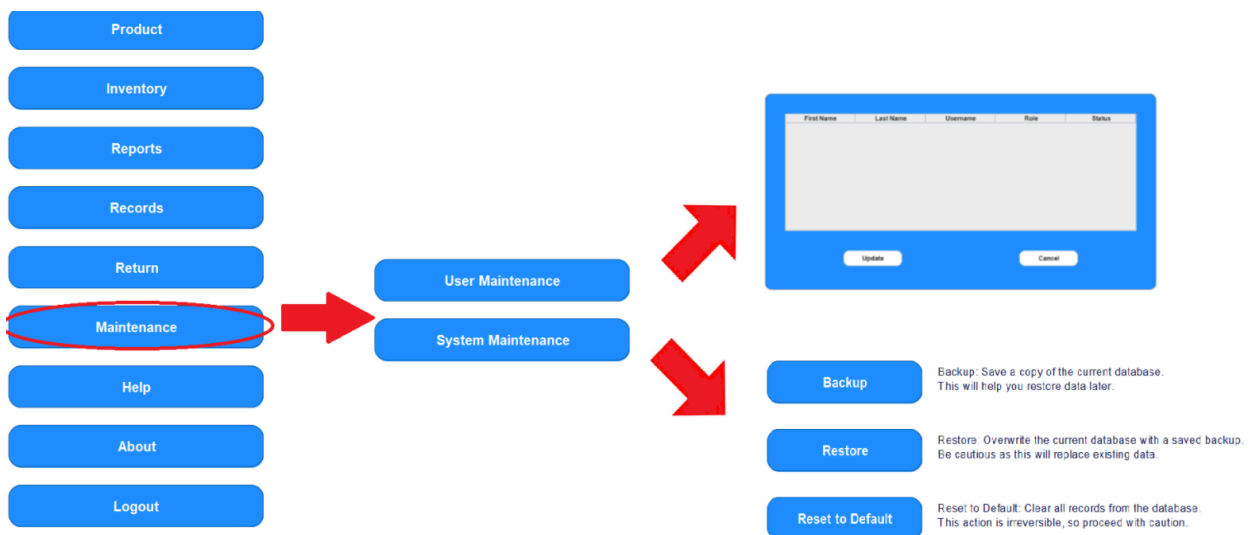 Product
Inventory
Reports
Records
Return
Maintenance
Help
About
Logout
User Maintenance
System Maintenance
First Name Last Name Username Role Status
Update Cancel
Backup
Backup: Save a copy of the current database.
This will help you restore data later.
Restore
Restore: Overwrite the current database with a saved backup.
Be cautious as this will replace existing data.
Reset to Default
Reset to Default: Clear all records from the database.
This action is irreversible, so proceed with caution.